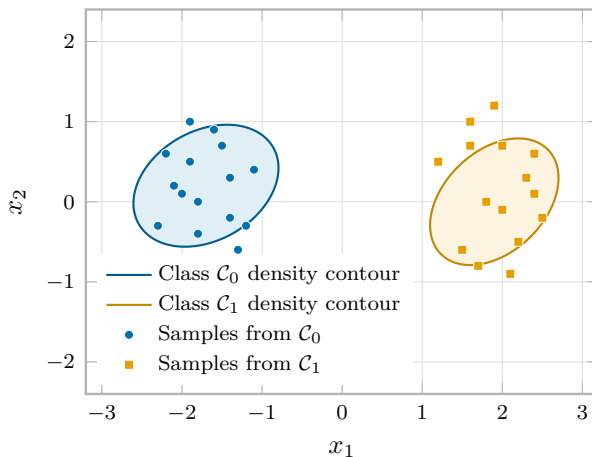 2
1
0
−1
−2
x₂
Class 𝒞₀ density contour
Class 𝒞₁ density contour
Samples from 𝒞₀
Samples from 𝒞₁
−3 −2 −1 0 1 2 3
x₁